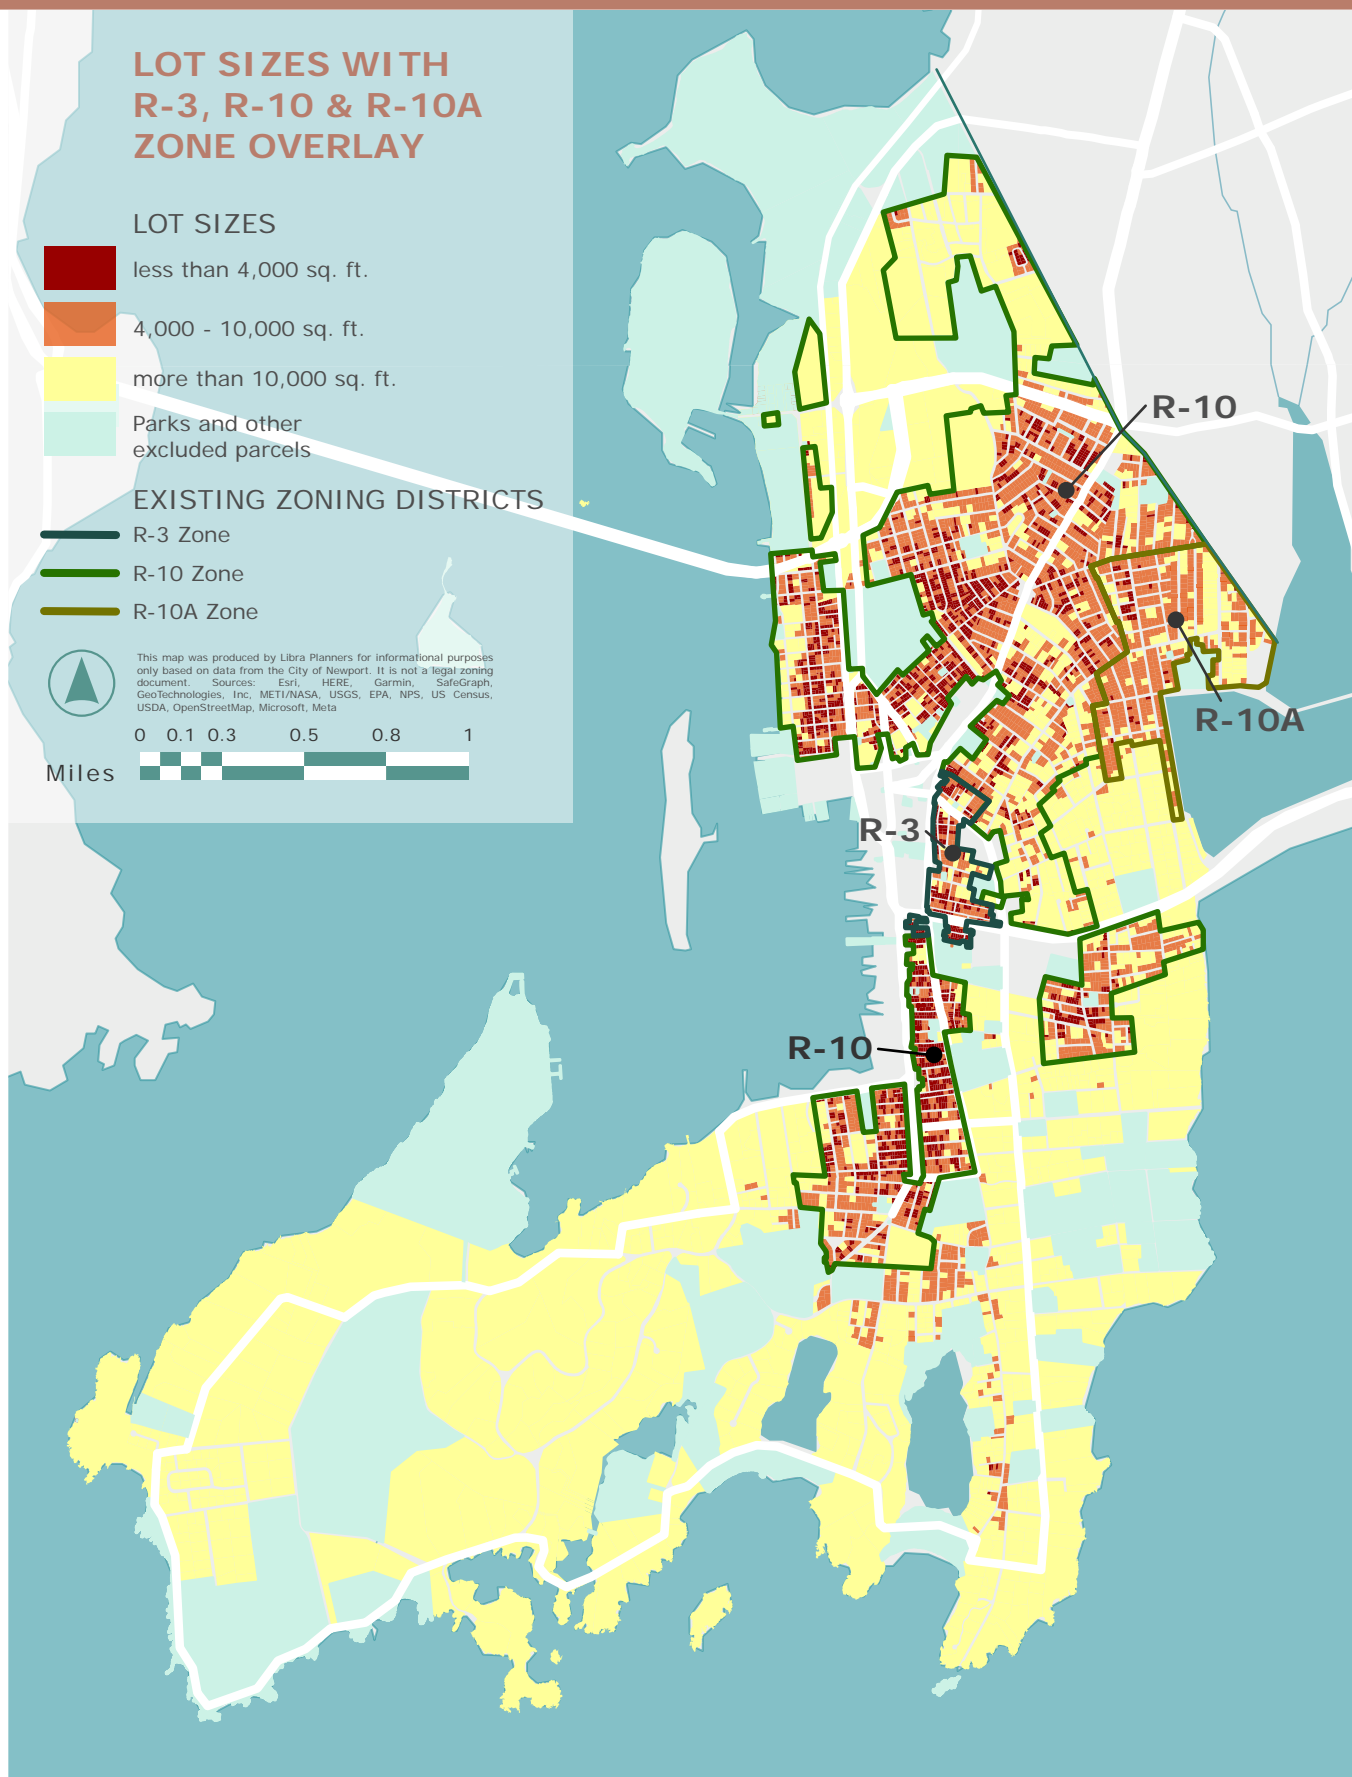 LOT SIZES WITH
R-3, R-10 & R-10A
ZONE OVERLAY
LOT SIZES
less than 4,000 sq. ft.
4,000 - 10,000 sq. ft.
more than 10,000 sq. ft.
Parks and other
excluded parcels
EXISTING ZONING DISTRICTS
R-3 Zone
R-10 Zone
R-10A Zone
This map was produced by Libra Planners for informational purposes
only based on data from the City of Newport. It is not a legal zoning
document. Sources: Esri, HERE, Garmin, SafeGraph,
GeoTechnologies, Inc, METI/NASA, USGS, EPA, NPS, US Census,
USDA, OpenStreetMap, Microsoft, Meta
0 0.1 0.3 0.5 0.8 1
Miles
R-10
R-10A
R-3
R-10